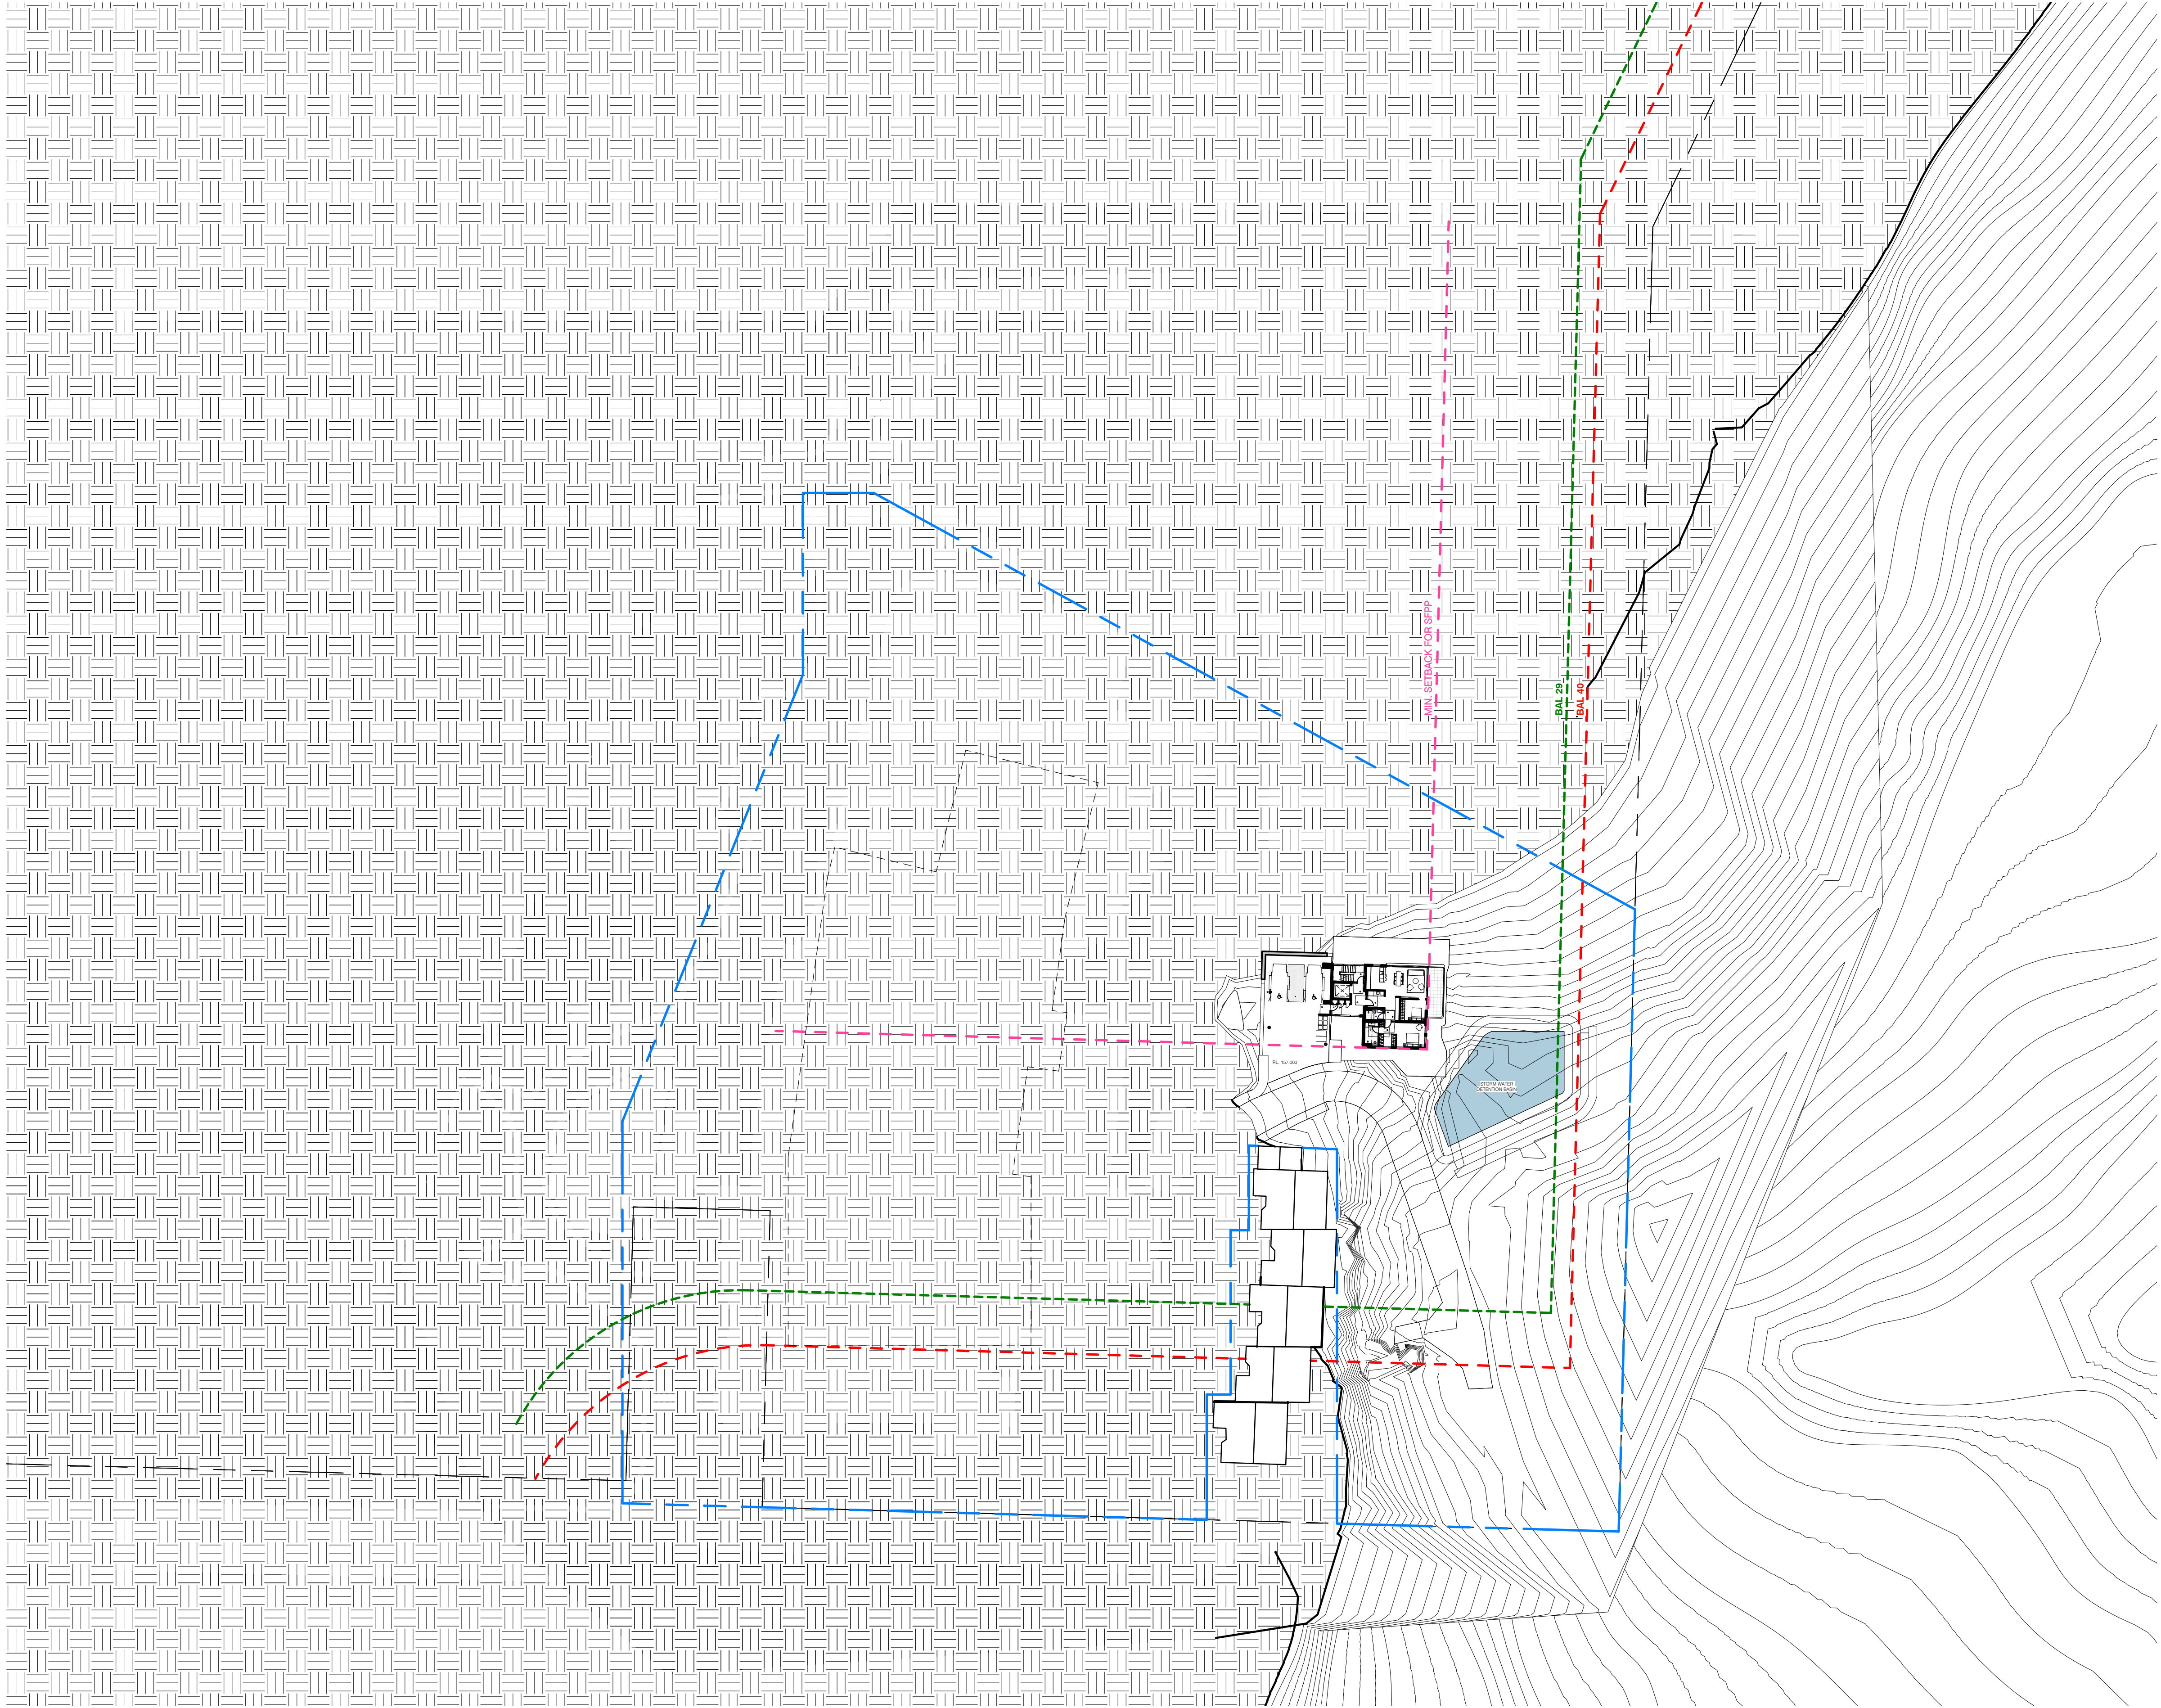 MIN. SETBACK FOR SFPP
BAL 29
BAL 40
RL. 157.000
STORM WATER
DETENTION BASIN